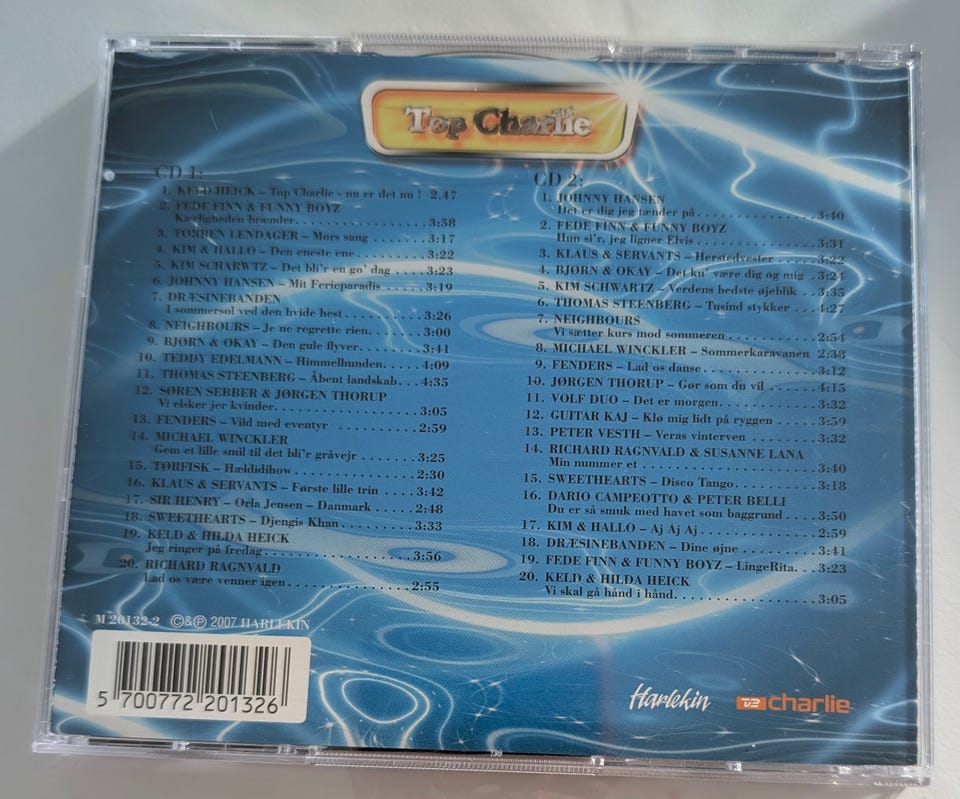 Top Charlie
CD 1:
1. KELD HEICK – Top Charlie - nu er det nu ! 2.47
2. FEDE FINN & FUNNY BOYZ
Kærligheden brænder. . . . . . . . . . . . . . . . . . . 3:58
3. TORBEN LENDAGER – Mors sang . . . . . . . . . 3:17
4. KIM & HALLO – Den eneste ene. . . . . . . . . . . . 3:22
5. KIM SCHARWTZ – Det bli'r en go' dag . . . . 3:23
6. JOHNNY HANSEN – Mit Ferieparadis . . . . . . 3:19
7. DRÆSINEBANDEN
I sommersol ved den hvide hest . . . . . . . . . . . 3:26
8. NEIGHBOURS – Je ne regrette rien. . . . . . . . 3:00
9. BJØRN & OKAY – Den gule flyver. . . . . . . . . 3:41
10. TEDDY EDELMANN – Himmelhunden. . . . . . 4:09
11. THOMAS STEENBERG – Åbent landskab. . . 4:35
12. SØREN SEBBER & JØRGEN THORUP
Vi elsker jer kvinder. . . . . . . . . . . . . . . . . . . 3:05
13. FENDERS – Vild med eventyr . . . . . . . . . . . 2:59
14. MICHAEL WINCKLER
Gem et lille smil til det bli'r gråvejr . . . . . . . 3:25
15. TØRFISK – Hældidihow. . . . . . . . . . . . . . . . 2:30
16. KLAUS & SERVANTS – Første lille trin . . . . 3:42
17. SIR HENRY – Orla Jensen – Danmark . . . . . 2:48
18. SWEETHEARTS – Djengis Khan . . . . . . . . . 3:33
19. KELD & HILDA HEICK
Jeg ringer på fredag. . . . . . . . . . . . . . . . . . . 3:56
20. RICHARD RAGNVALD
Lad os være venner igen. . . . . . . . . . . . . . . . 2:55
CD 2:
1. JOHNNY HANSEN
Det er dig jeg tænder på. . . . . . . . . . . . . . . . 3:40
2. FEDE FINN & FUNNY BOYZ
Hun si'r, jeg ligner Elvis . . . . . . . . . . . . . . . . 3:31
3. KLAUS & SERVANTS – Herstedvester . . . . . 3:22
4. BJØRN & OKAY – Det ku' være dig og mig . 3:24
5. KIM SCHWARTZ – Verdens bedste øjeblik . . 3:35
6. THOMAS STEENBERG – Tusind stykker . . . 4:27
7. NEIGHBOURS
Vi sætter kurs mod sommeren. . . . . . . . . . . . 2:54
8. MICHAEL WINCKLER – Sommerkaravanen 2:38
9. FENDERS – Lad os danse. . . . . . . . . . . . . . . 3:12
10. JØRGEN THORUP – Gør som du vil . . . . . . . 4:15
11. VOLF DUO – Det er morgen. . . . . . . . . . . . . 3:32
12. GUITAR KAJ – Klø mig lidt på ryggen . . . . . 3:59
13. PETER VESTH – Veras vinterven . . . . . . . . . 3:32
14. RICHARD RAGNVALD & SUSANNE LANA
Min nummer et . . . . . . . . . . . . . . . . . . . . . . . 3:40
15. SWEETHEARTS – Disco Tango. . . . . . . . . . . 3:18
16. DARIO CAMPEOTTO & PETER BELLI
Du er så smuk med havet som baggrund . . . . 3:50
17. KIM & HALLO – Aj Aj Aj . . . . . . . . . . . . . . . 2:59
18. DRÆSINEBANDEN – Dine øjne. . . . . . . . . . . 3:41
19. FEDE FINN & FUNNY BOYZ – LingeRita. . . 3:23
20. KELD & HILDA HEICK
Vi skal gå hånd i hånd. . . . . . . . . . . . . . . . . . 3:05
M 20132-2 ©&℗ 2007 HARLEKIN
5 700772 201326
Harlekin
TV2 charlie